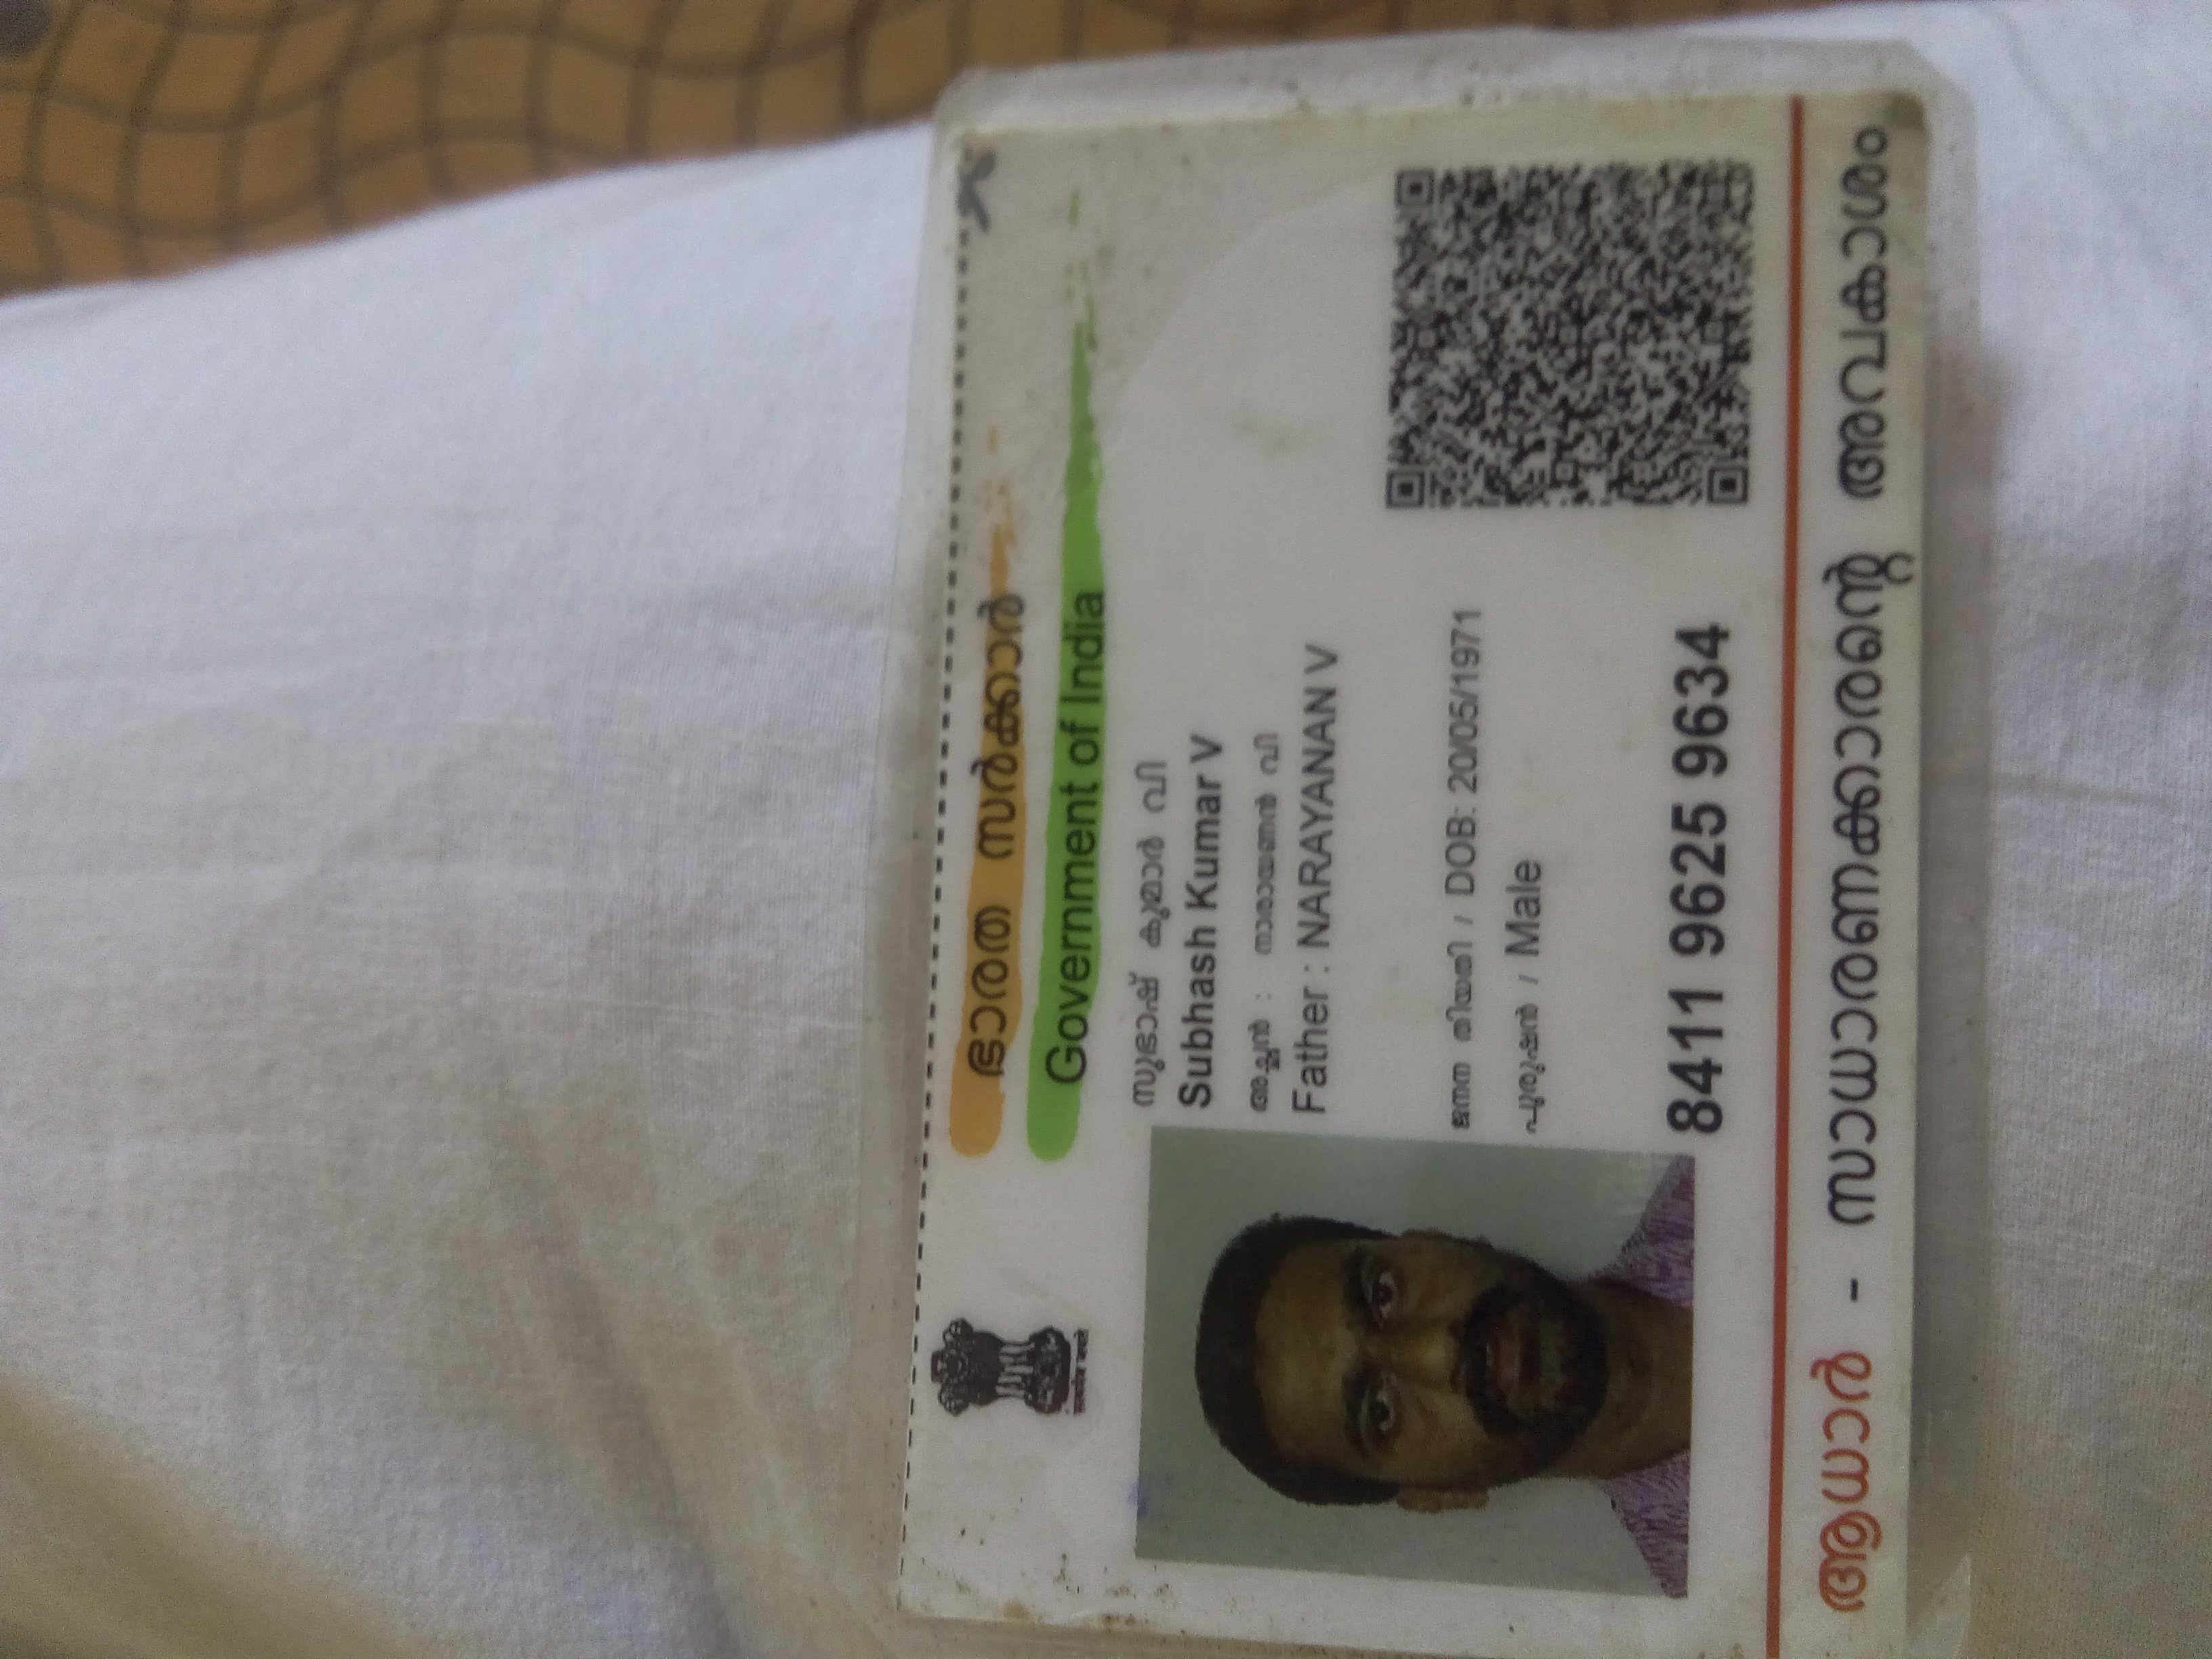 ഭാരത സർക്കാർ
Government of India
സുഭാഷ് കുമാർ വി
Subhash Kumar V
അച്ഛൻ : നാരായണൻ വി
Father : NARAYANAN V
ജനന തിയതി / DOB: 20/05/1971
പുരുഷൻ / Male
8411 9625 9634
ആധാർ - സാധാരണക്കാരന്റെ അവകാശം